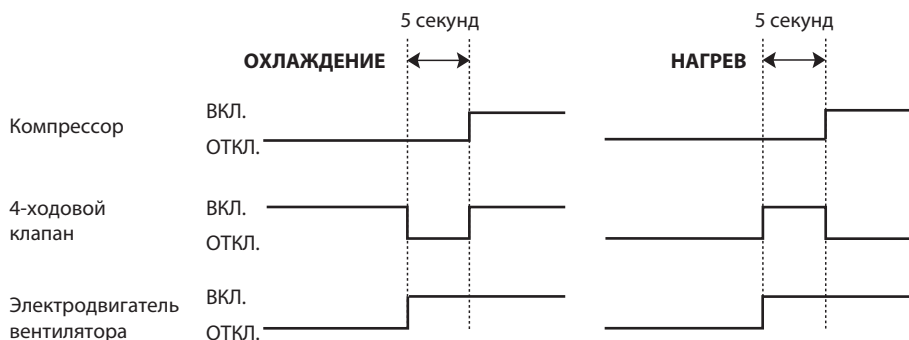 5 секунд
5 секунд
ОХЛАЖДЕНИЕ
НАГРЕВ
Компрессор
ВКЛ.
ОТКЛ.
4-ходовой
клапан
ВКЛ.
ОТКЛ.
Электродвигатель
вентилятора
ВКЛ.
ОТКЛ.